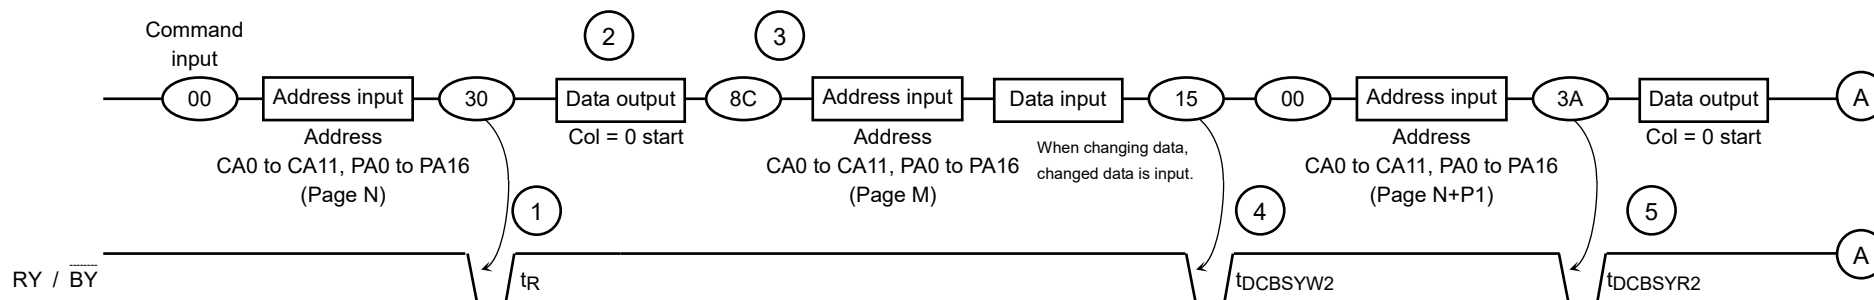 Command
input
2
3
00
Address input
30
Data output
8C
Address input
Data input
15
00
Address input
3A
Data output
A
Address
CA0 to CA11, PA0 to PA16
(Page N)
Col = 0 start
Address
CA0 to CA11, PA0 to PA16
(Page M)
When changing data,
changed data is input.
Address
CA0 to CA11, PA0 to PA16
(Page N+P1)
Col = 0 start
1
4
5
RY / BY
tR
tDCBSYW2
tDCBSYR2
A